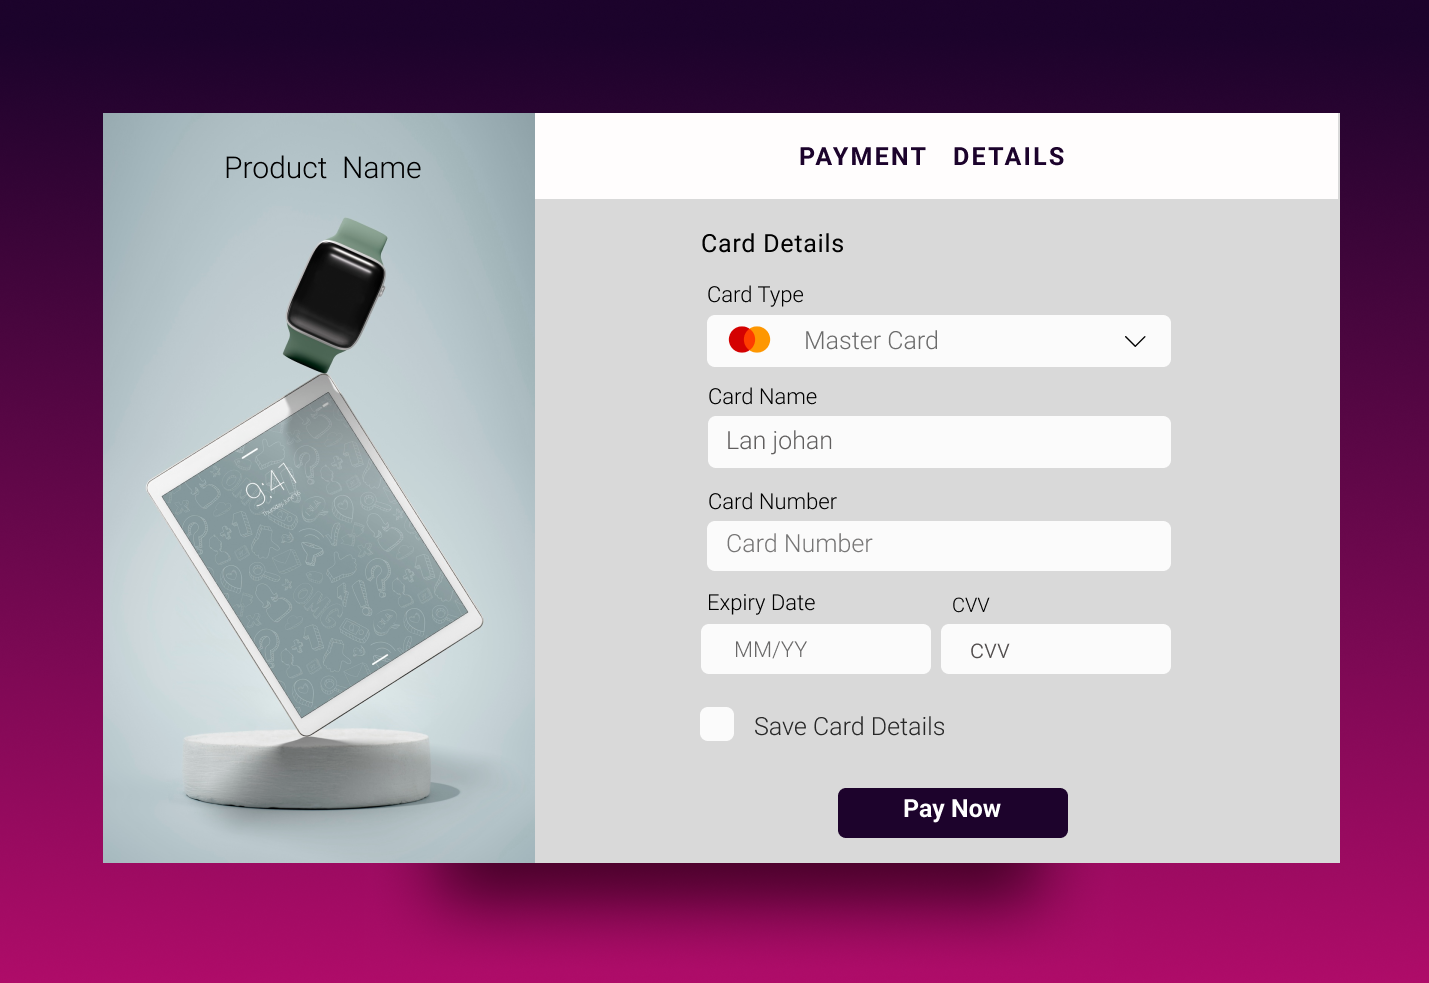 Product Name
9:41
PAYMENT DETAILS
Card Details
Card Type
Master Card
Card Name
Lan johan
Card Number
Card Number
Expiry Date
CVV
MM/YY
CVV
Save Card Details
Pay Now